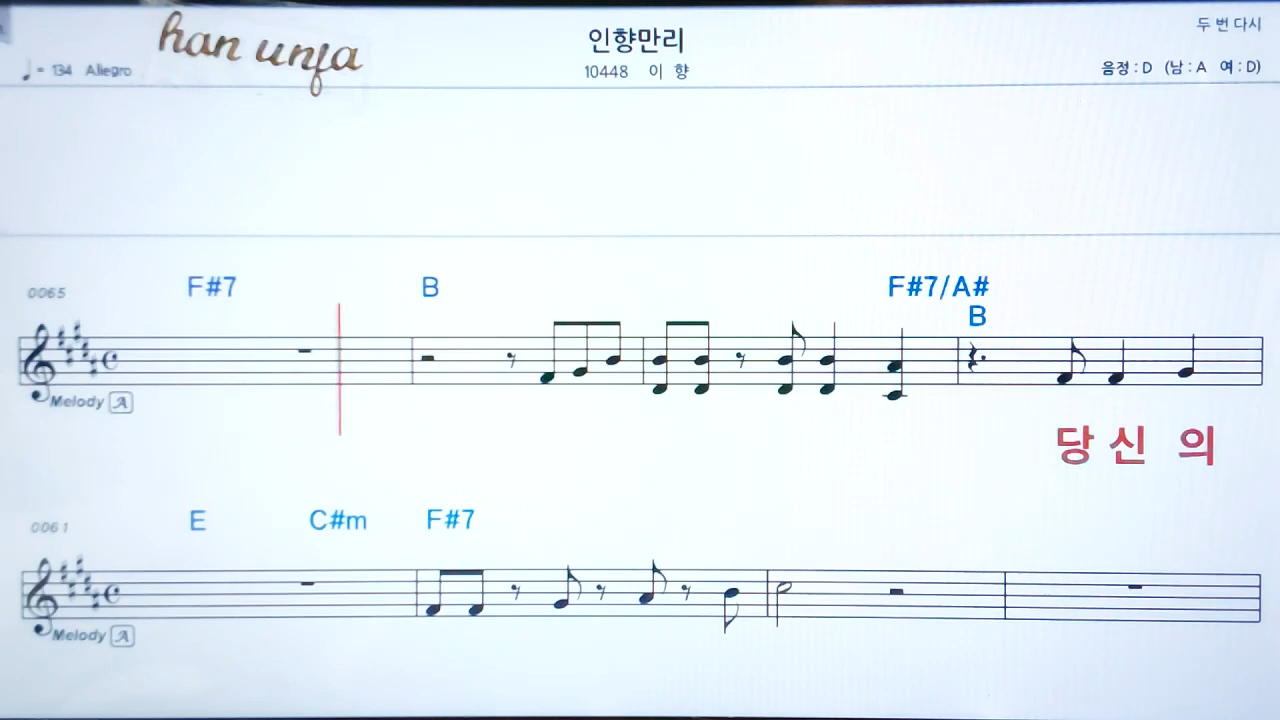 han unja
인향만리
두 번 다시
♩= 134 Allegro
10448 이 향
음정 : D (남 : A 여 : D)
0065
F#7 B F#7/A#
B
Melody A
당 신 의
0061
E C#m F#7
Melody A